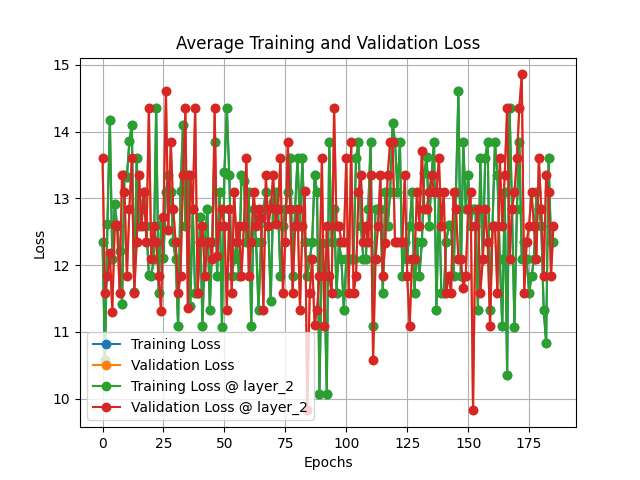 Average Training and Validation Loss
15
14
13
12
11
10
Loss
Training Loss
Validation Loss
Training Loss @ layer_2
Validation Loss @ layer_2
0 25 50 75 100 125 150 175
Epochs